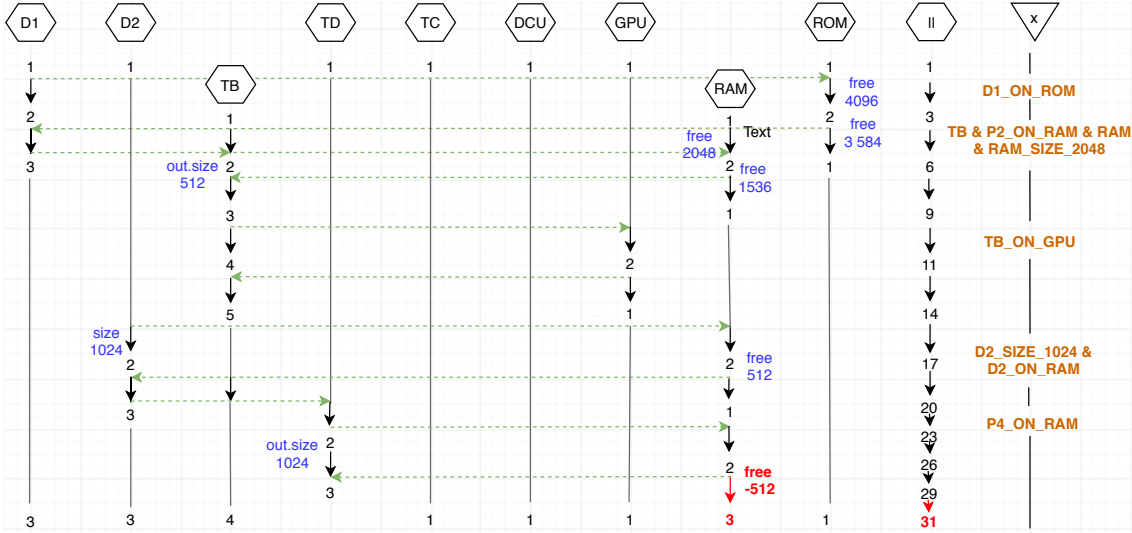 D1 D2 TD TC DCU GPU ROM II x
1 1 1 1 1 1 1 1
TB RAM
free
4096
D1_ON_ROM
2 1 1 Text 2 3
free
2048
free
3 584
TB & P2_ON_RAM & RAM
& RAM_SIZE_2048
3 2 2 1 6
out.size
512
free
1536
3 1 9
TB_ON_GPU
4 2 11
5 1 14
size
1024
2 2 17
free
512
D2_SIZE_1024 &
D2_ON_RAM
3 1 20
P4_ON_RAM
2 23
out.size
1024
2 26
free
-512
3 29
3 3 4 1 1 1 3 1 31